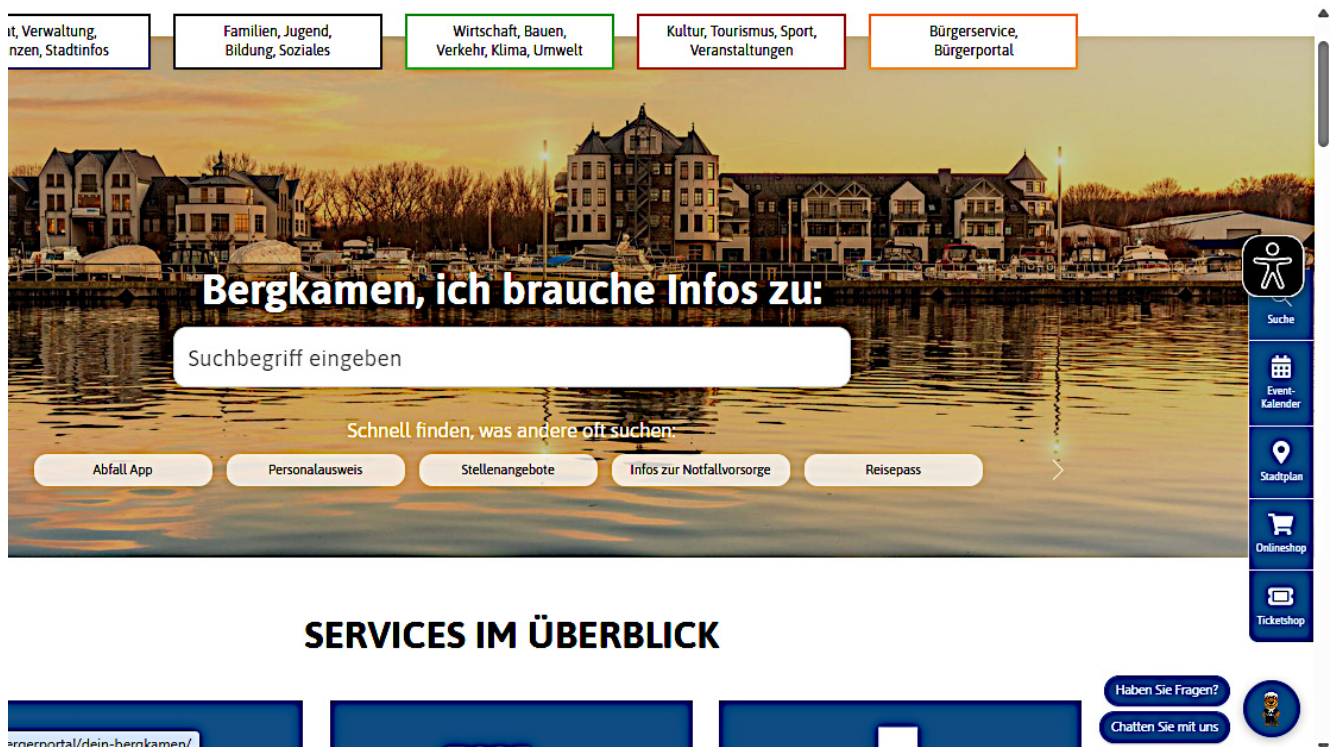 t, Verwaltung,
nzen, Stadtinfos
Familien, Jugend,
Bildung, Soziales
Wirtschaft, Bauen,
Verkehr, Klima, Umwelt
Kultur, Tourismus, Sport,
Veranstaltungen
Bürgerservice,
Bürgerportal
Bergkamen, ich brauche Infos zu:
Suchbegriff eingeben
Schnell finden, was andere oft suchen:
Abfall App
Personalausweis
Stellenangebote
Infos zur Notfallvorsorge
Reisepass
Suche
Event-
Kalender
Stadtplan
Onlineshop
Ticketshop
SERVICES IM ÜBERBLICK
Haben Sie Fragen?
Chatten Sie mit uns
ergerportal/dein-bergkamen/